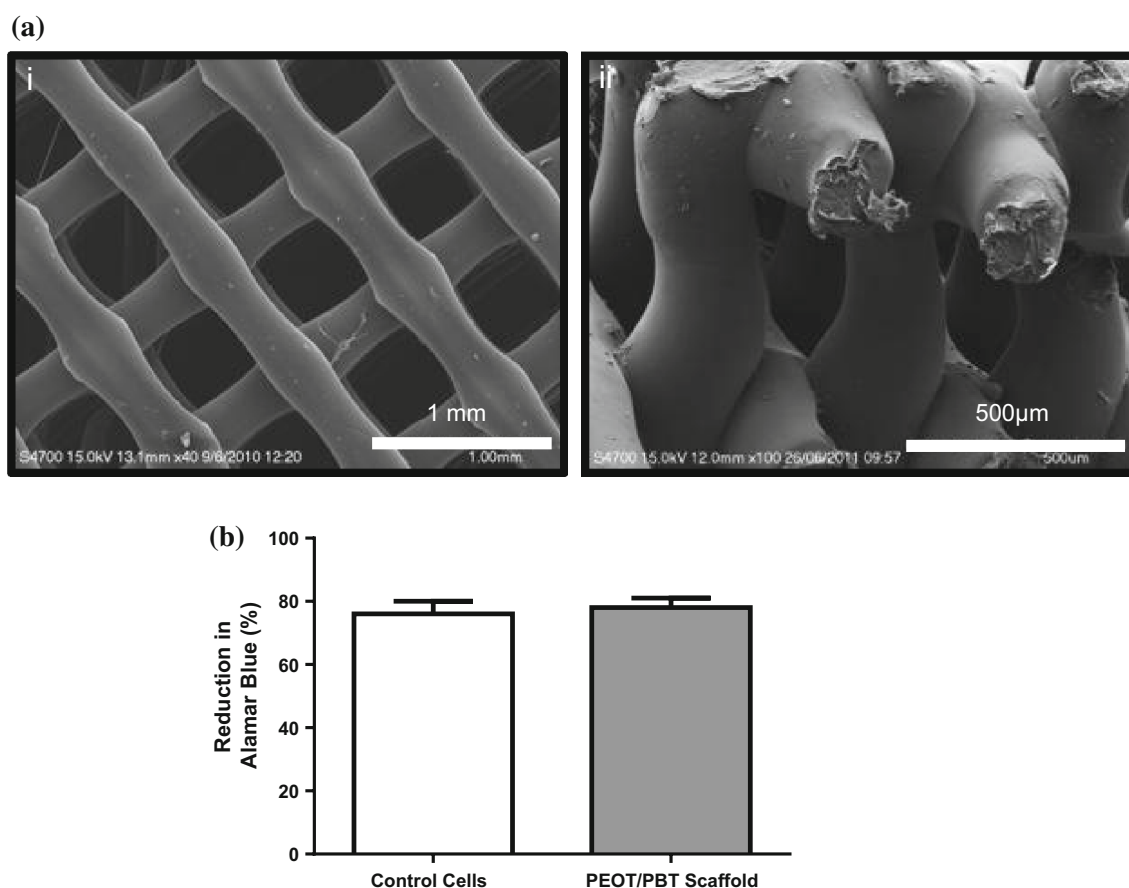 (a)
i
1 mm
S4700 15.0kV 13.1mm x40 9/6/2010 12:20
1.00mm
ii
500µm
S4700 15.0kV 12.0mm x100 26/06/2011 09:57
500um
(b)
Reduction in
Alamar Blue (%)
100
80
60
40
20
0
Control Cells
PEOT/PBT Scaffold